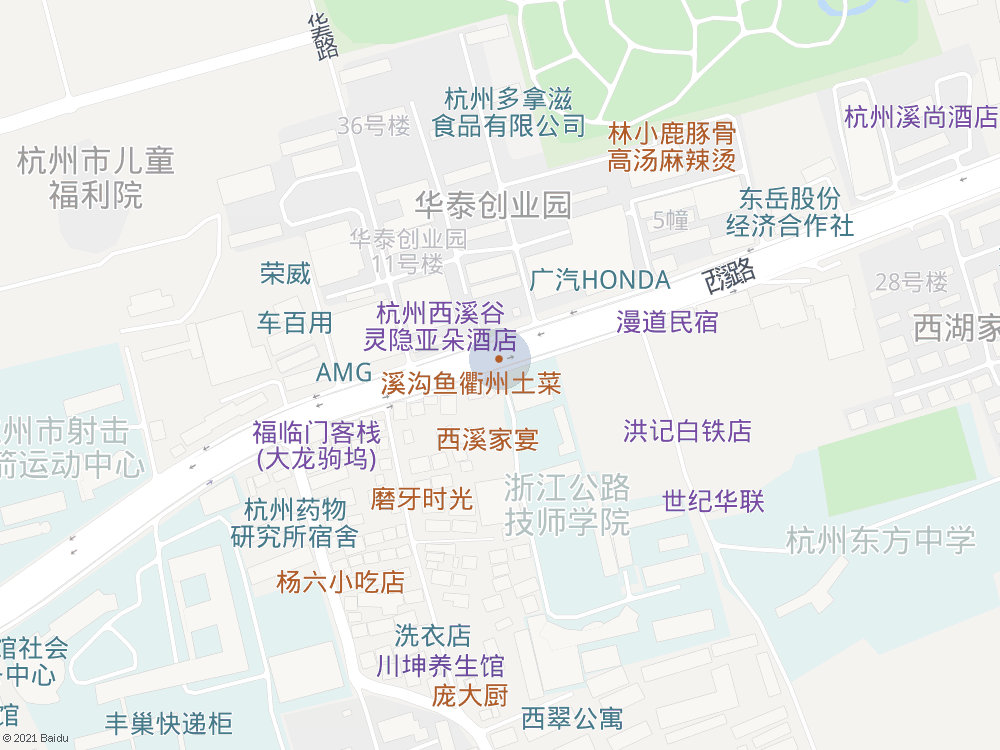 华泰路
杭州多拿滋
食品有限公司
36号楼
杭州溪尚酒店
林小鹿豚骨
高汤麻辣烫
杭州市儿童
福利院
东岳股份
经济合作社
华泰创业园
5幢
华泰创业园
11号楼
荣威
广汽HONDA
西溪路
28号楼
车百用
杭州西溪谷
灵隐亚朵酒店
漫道民宿
西湖家
AMG
溪沟鱼衢州土菜
州市射击
箭运动中心
福临门客栈
(大龙驹坞)
西溪家宴
洪记白铁店
磨牙时光
浙江公路
技师学院
世纪华联
杭州药物
研究所宿舍
杭州东方中学
杨六小吃店
馆社会
中心
洗衣店
川坤养生馆
庞大厨
馆
丰巢快递柜
西翠公寓
© 2021 Baidu